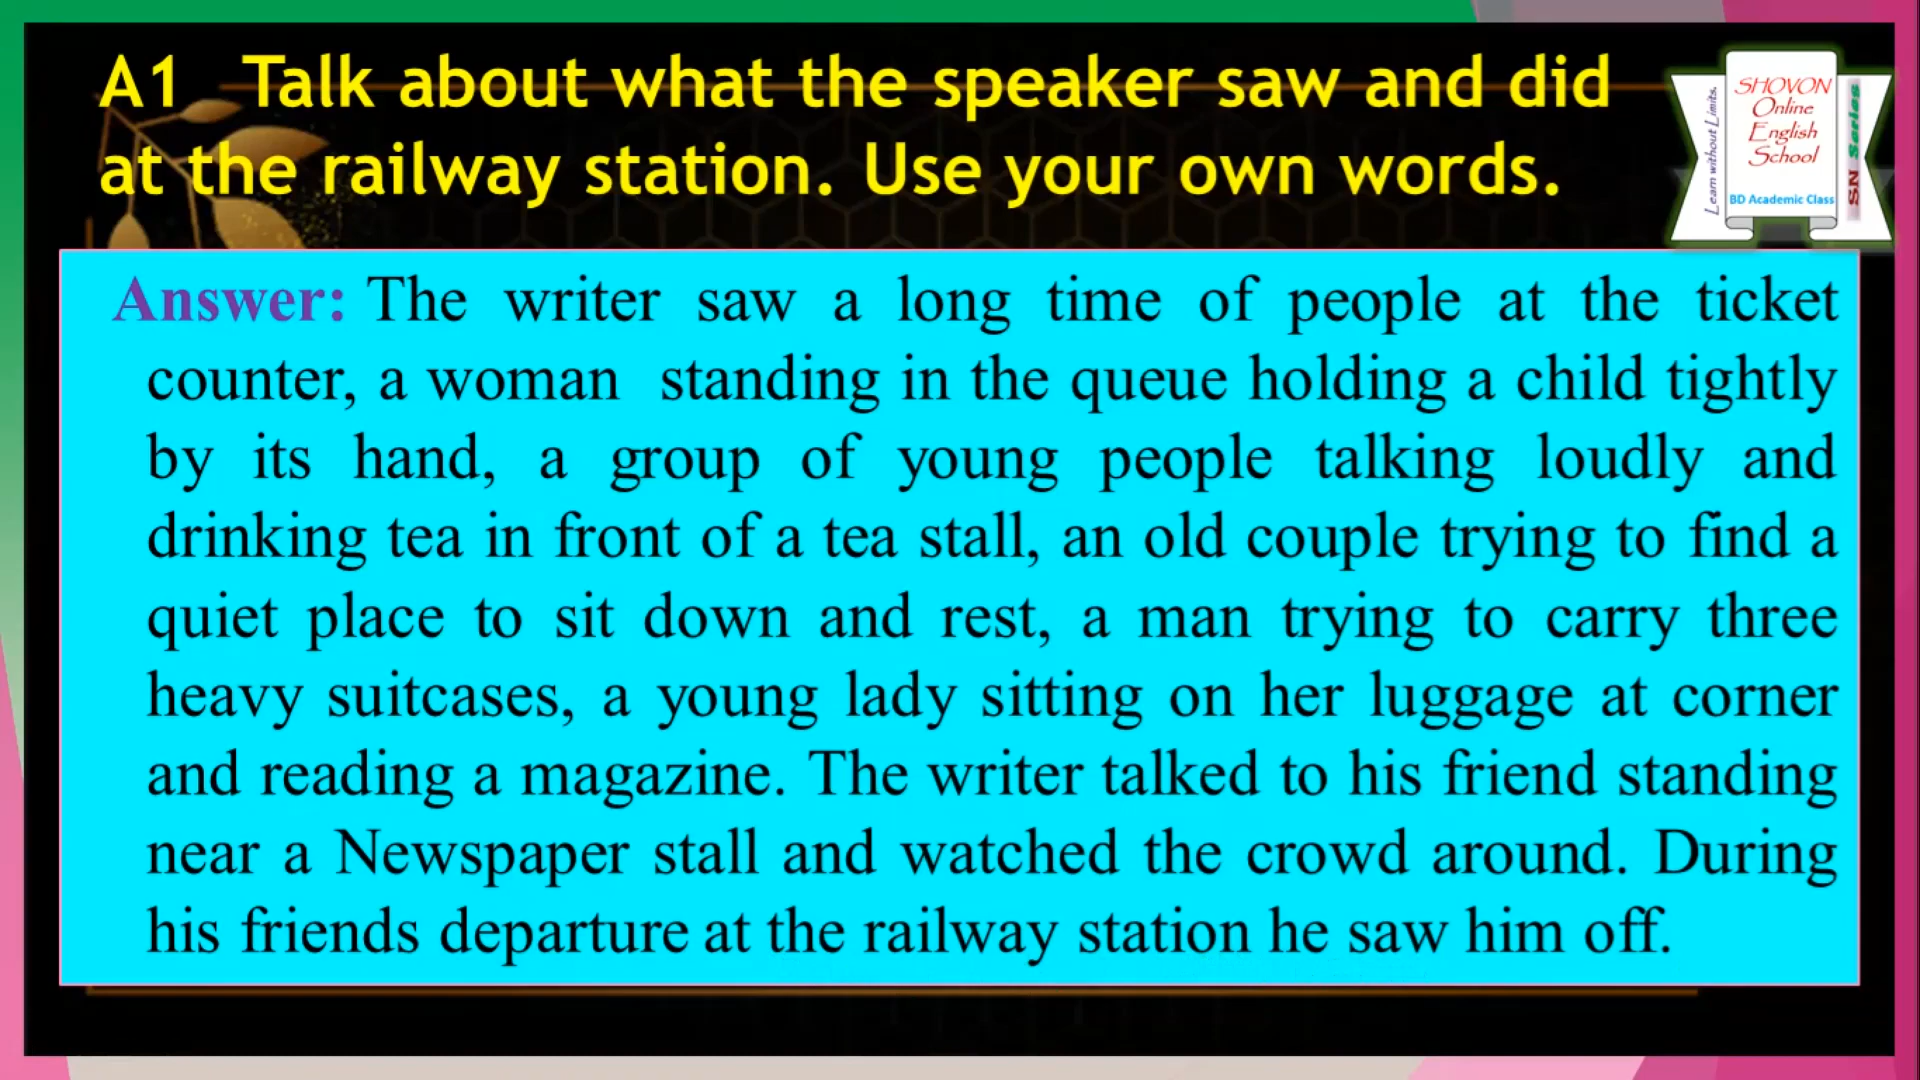 A1 Talk about what the speaker saw and did
at the railway station. Use your own words.
Learn without Limits.
SHOVON
Online
English
School
BD Academic Class
SN Series
Answer: The writer saw a long time of people at the ticket
counter, a woman standing in the queue holding a child tightly
by its hand, a group of young people talking loudly and
drinking tea in front of a tea stall, an old couple trying to find a
quiet place to sit down and rest, a man trying to carry three
heavy suitcases, a young lady sitting on her luggage at corner
and reading a magazine. The writer talked to his friend standing
near a Newspaper stall and watched the crowd around. During
his friends departure at the railway station he saw him off.